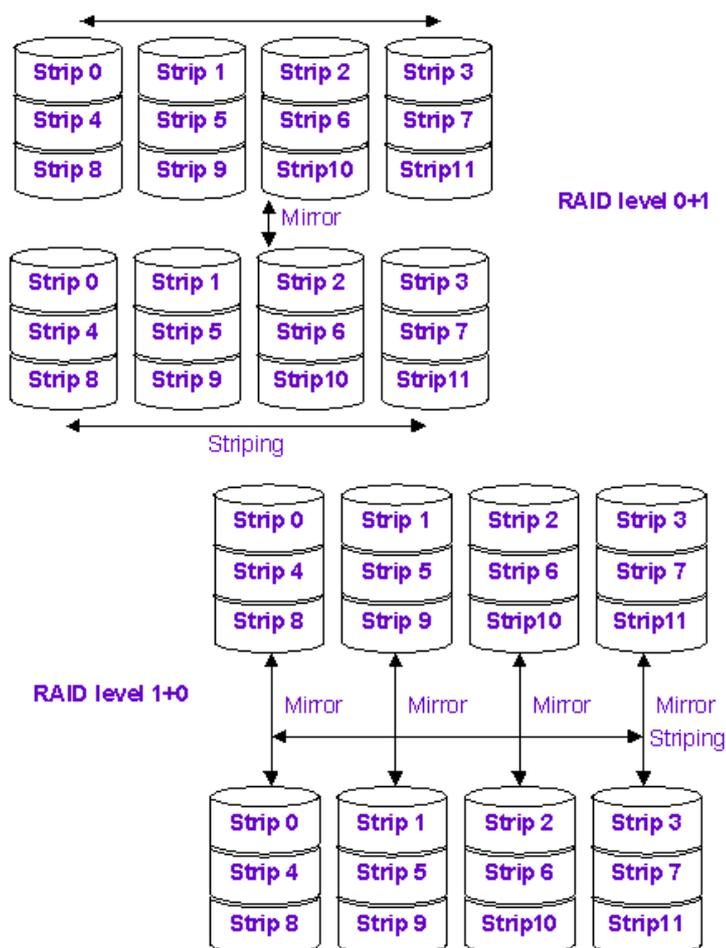 Strip 0 Strip 1 Strip 2 Strip 3
Strip 4 Strip 5 Strip 6 Strip 7
Strip 8 Strip 9 Strip10 Strip11
RAID level 0+1
Mirror
Strip 0 Strip 1 Strip 2 Strip 3
Strip 4 Strip 5 Strip 6 Strip 7
Strip 8 Strip 9 Strip10 Strip11
Striping
Strip 0 Strip 1 Strip 2 Strip 3
Strip 4 Strip 5 Strip 6 Strip 7
Strip 8 Strip 9 Strip10 Strip11
RAID level 1+0
Mirror Mirror Mirror Mirror
Striping
Strip 0 Strip 1 Strip 2 Strip 3
Strip 4 Strip 5 Strip 6 Strip 7
Strip 8 Strip 9 Strip10 Strip11